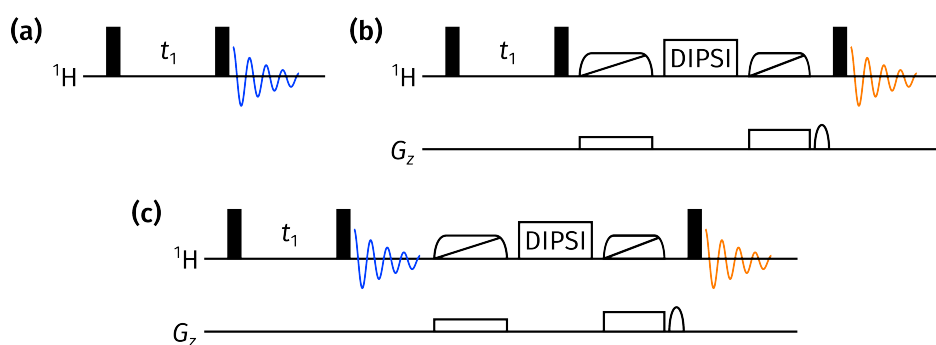 (a)
t₁
¹H
(b)
t₁
DIPSI
¹H
G_z
(c)
t₁
DIPSI
¹H
G_z